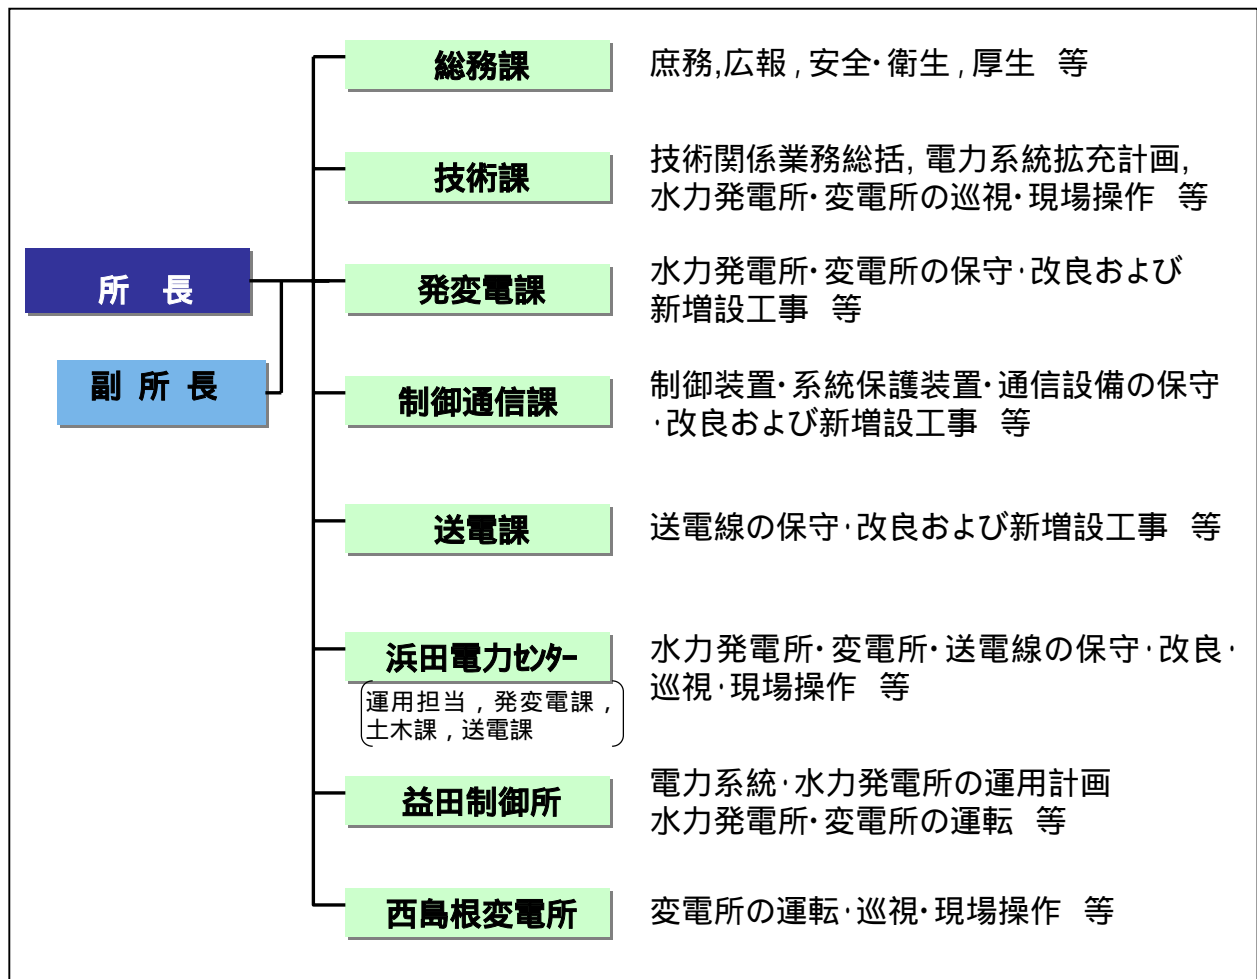 総務課
庶務,広報,安全・衛生,厚生 等
技術課
技術関係業務総括,電力系統拡充計画,
水力発電所・変電所の巡視・現場操作 等
所 長
発変電課
水力発電所・変電所の保守・改良および
新増設工事 等
副 所 長
制御通信課
制御装置・系統保護装置・通信設備の保守
・改良および新増設工事 等
送電課
送電線の保守・改良および新増設工事 等
浜田電力ｾﾝﾀｰ
水力発電所・変電所・送電線の保守・改良・
巡視・現場操作 等
運用担当,発変電課,
土木課,送電課
益田制御所
電力系統・水力発電所の運用計画
水力発電所・変電所の運転 等
西島根変電所
変電所の運転・巡視・現場操作 等